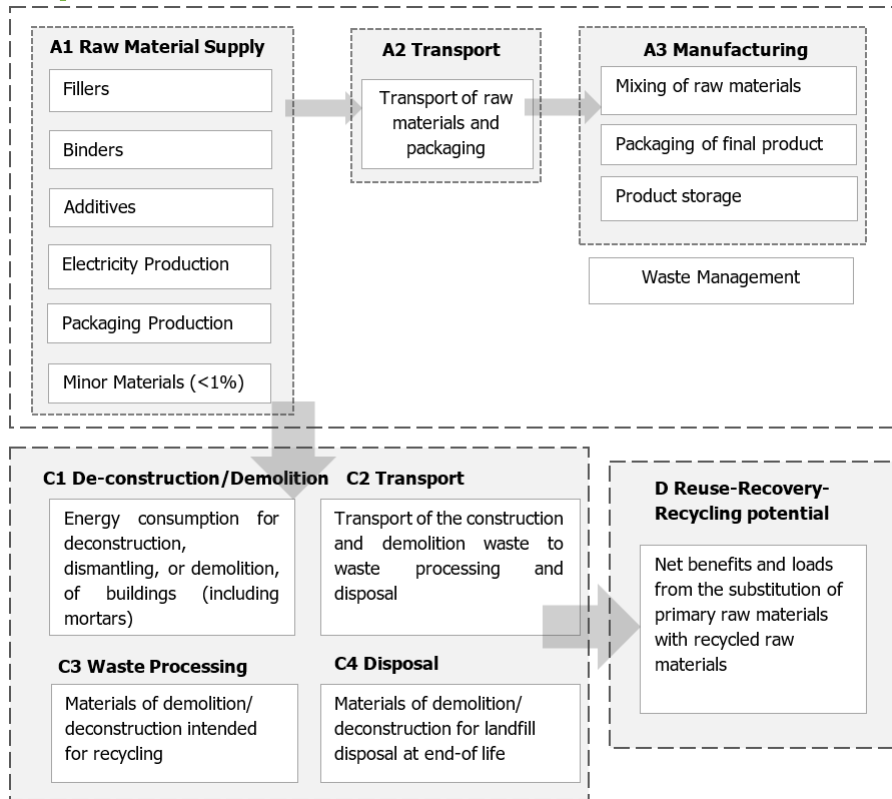 A1 Raw Material Supply
Fillers
Binders
Additives
Electricity Production
Packaging Production
Minor Materials (<1%)
A2 Transport
Transport of raw
materials and
packaging
A3 Manufacturing
Mixing of raw materials
Packaging of final product
Product storage
Waste Management
C1 De-construction/Demolition
Energy consumption for
deconstruction,
dismantling, or demolition,
of buildings (including
mortars)
C2 Transport
Transport of the construction
and demolition waste to
waste processing and
disposal
C3 Waste Processing
Materials of demolition/
deconstruction intended
for recycling
C4 Disposal
Materials of demolition/
deconstruction for landfill
disposal at end-of life
D Reuse-Recovery-
Recycling potential
Net benefits and loads
from the substitution of
primary raw materials
with recycled raw
materials